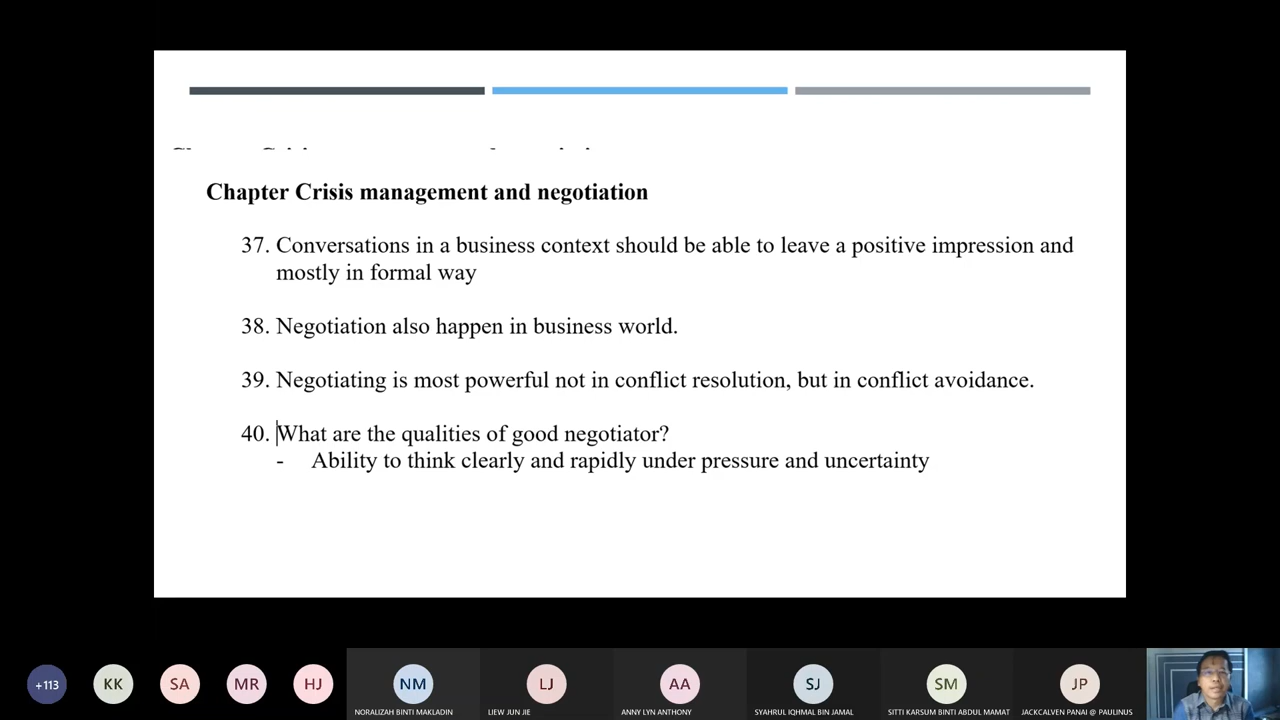 Chapter Crisis management and negotiation
37. Conversations in a business context should be able to leave a positive impression and
mostly in formal way
38. Negotiation also happen in business world.
39. Negotiating is most powerful not in conflict resolution, but in conflict avoidance.
40. What are the qualities of good negotiator?
- Ability to think clearly and rapidly under pressure and uncertainty
+113 KK SA MR HJ NM LJ AA SJ SM JP
NORALIZAH BINTI MAKLADIN LIEW JUN JIE ANNY LYN ANTHONY SYAHRUL IQHMAL BIN JAMAL SITTI KARSUM BINTI ABDUL MAMAT JACKCALVEN PANAI @ PAULINUS